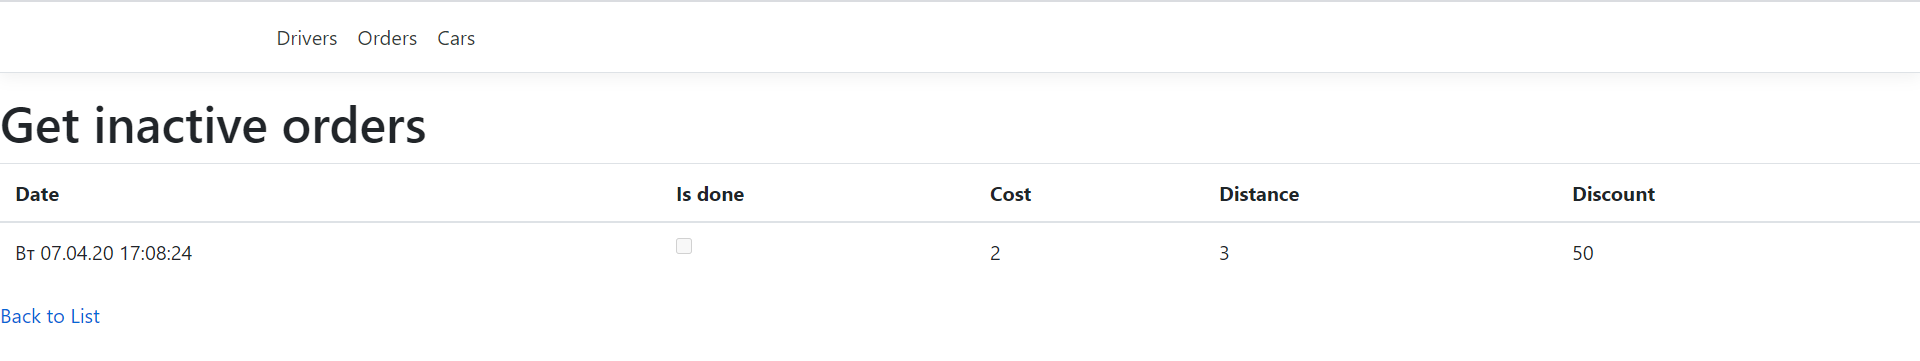 Drivers Orders Cars
Get inactive orders
Date Is done Cost Distance Discount
Вт 07.04.20 17:08:24 2 3 50
Back to List